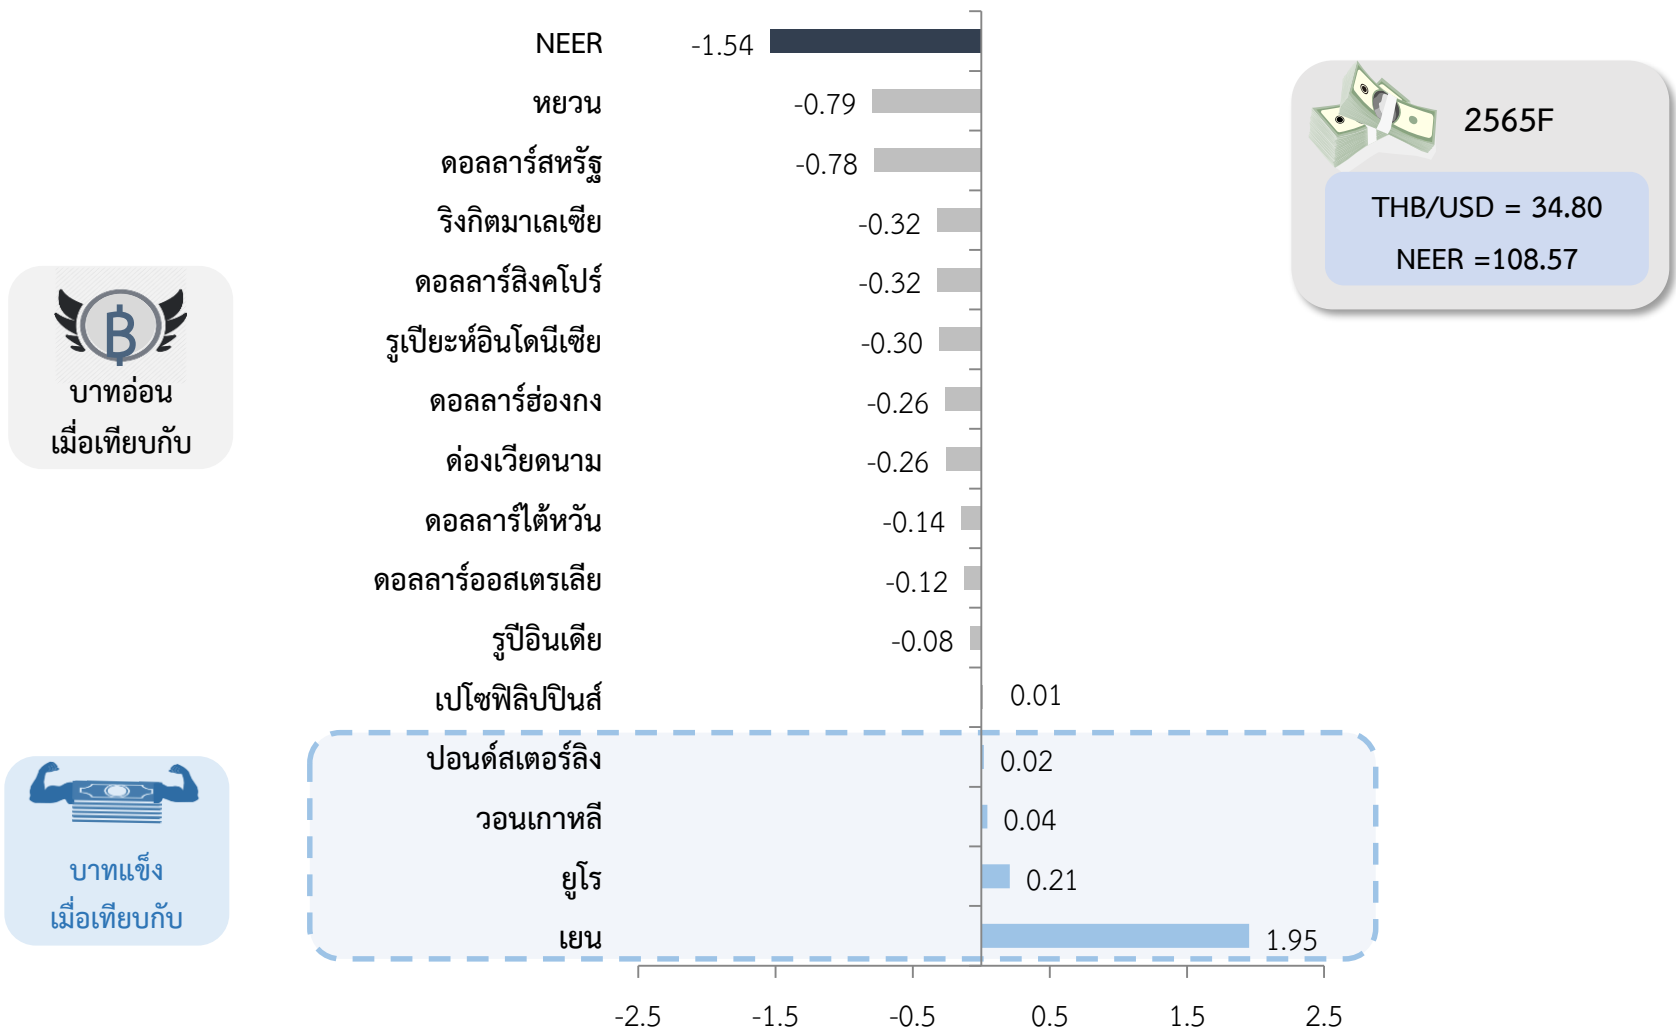 NEER -1.54
หยวน -0.79
ดอลลาร์สหรัฐ -0.78
ริงกิตมาเลเซีย -0.32
ดอลลาร์สิงคโปร์ -0.32
รูเปียะห์อินโดนีเซีย -0.30
ดอลลาร์ฮ่องกง -0.26
ด่องเวียดนาม -0.26
ดอลลาร์ไต้หวัน -0.14
ดอลลาร์ออสเตรเลีย -0.12
รูปีอินเดีย -0.08
เปโซฟิลิปปินส์ 0.01
ปอนด์สเตอร์ลิง 0.02
วอนเกาหลี 0.04
ยูโร 0.21
เยน 1.95
-2.5 -1.5 -0.5 0.5 1.5 2.5
บาทอ่อน
เมื่อเทียบกับ
บาทแข็ง
เมื่อเทียบกับ
2565F
THB/USD = 34.80
NEER =108.57